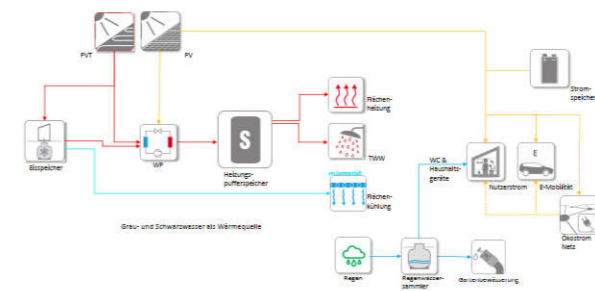 PVT
PV
Strom-
speicher
Flächen-
heizung
S
Eisspeicher
WP
Heizungs-
pufferspeicher
TWW
WC &
Haushalts-
geräte
E
Nutzerstrom
E-Mobilität
Flächen-
kühlung
Ökostrom
Netz
Grau- und Schwarzwasser als Wärmequelle
Regen
Regenwasser-
sammler
Gartenbewässerung